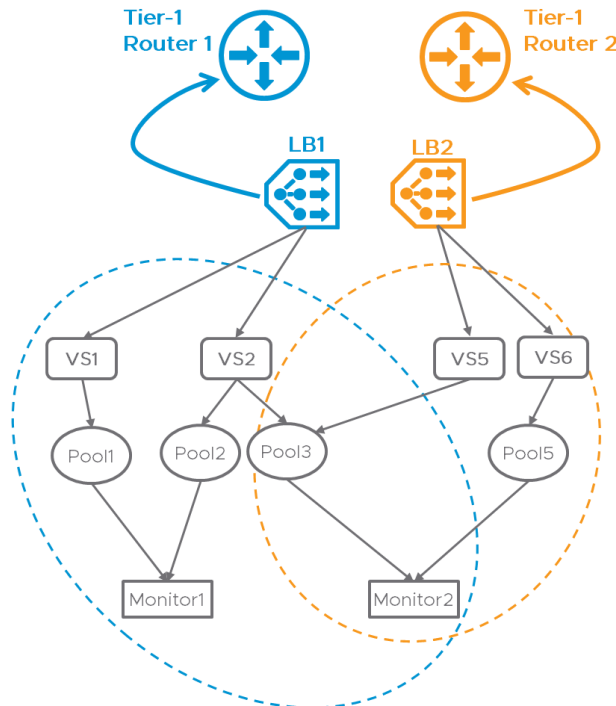 Tier-1
Router 1
Tier-1
Router 2
LB1
LB2
VS1
VS2
VS5
VS6
Pool1
Pool2
Pool3
Pool5
Monitor1
Monitor2